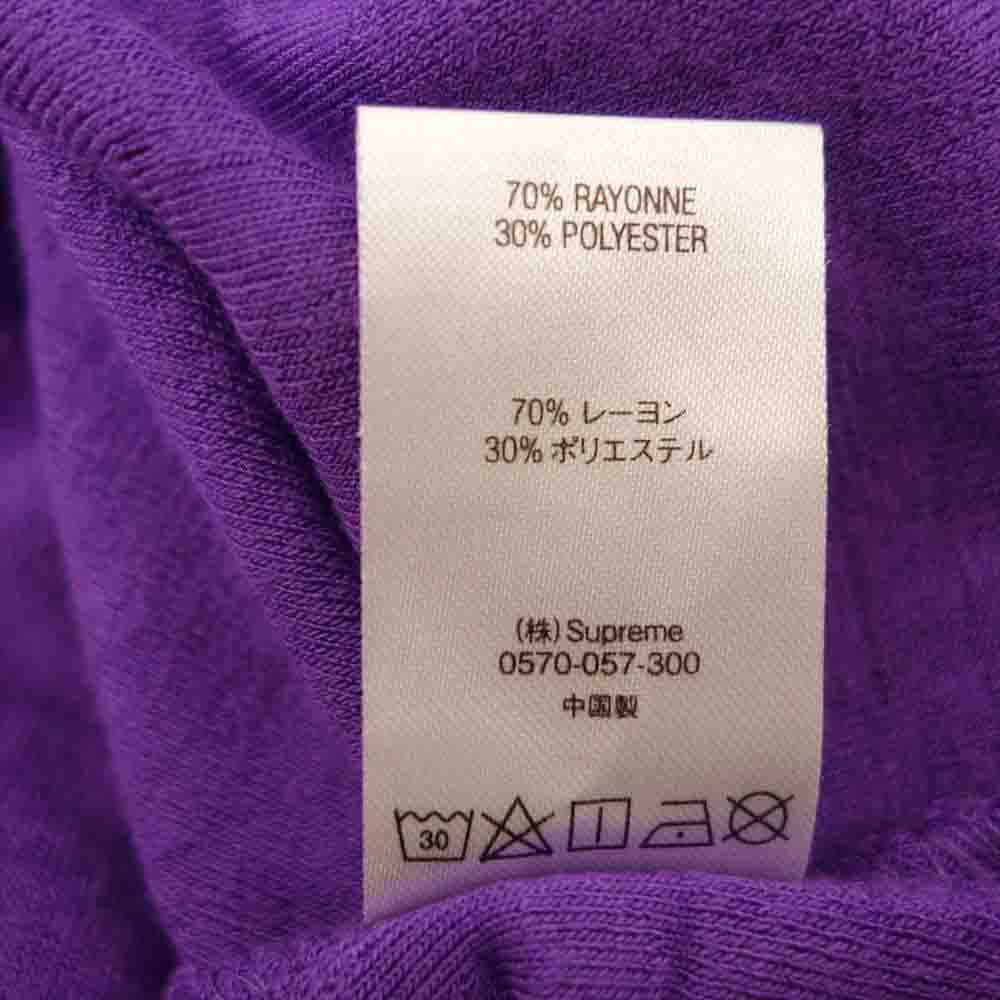 70% RAYONNE
30% POLYESTER
70% レーヨン
30% ポリエステル
(株) Supreme
0570-057-300
中国製
30